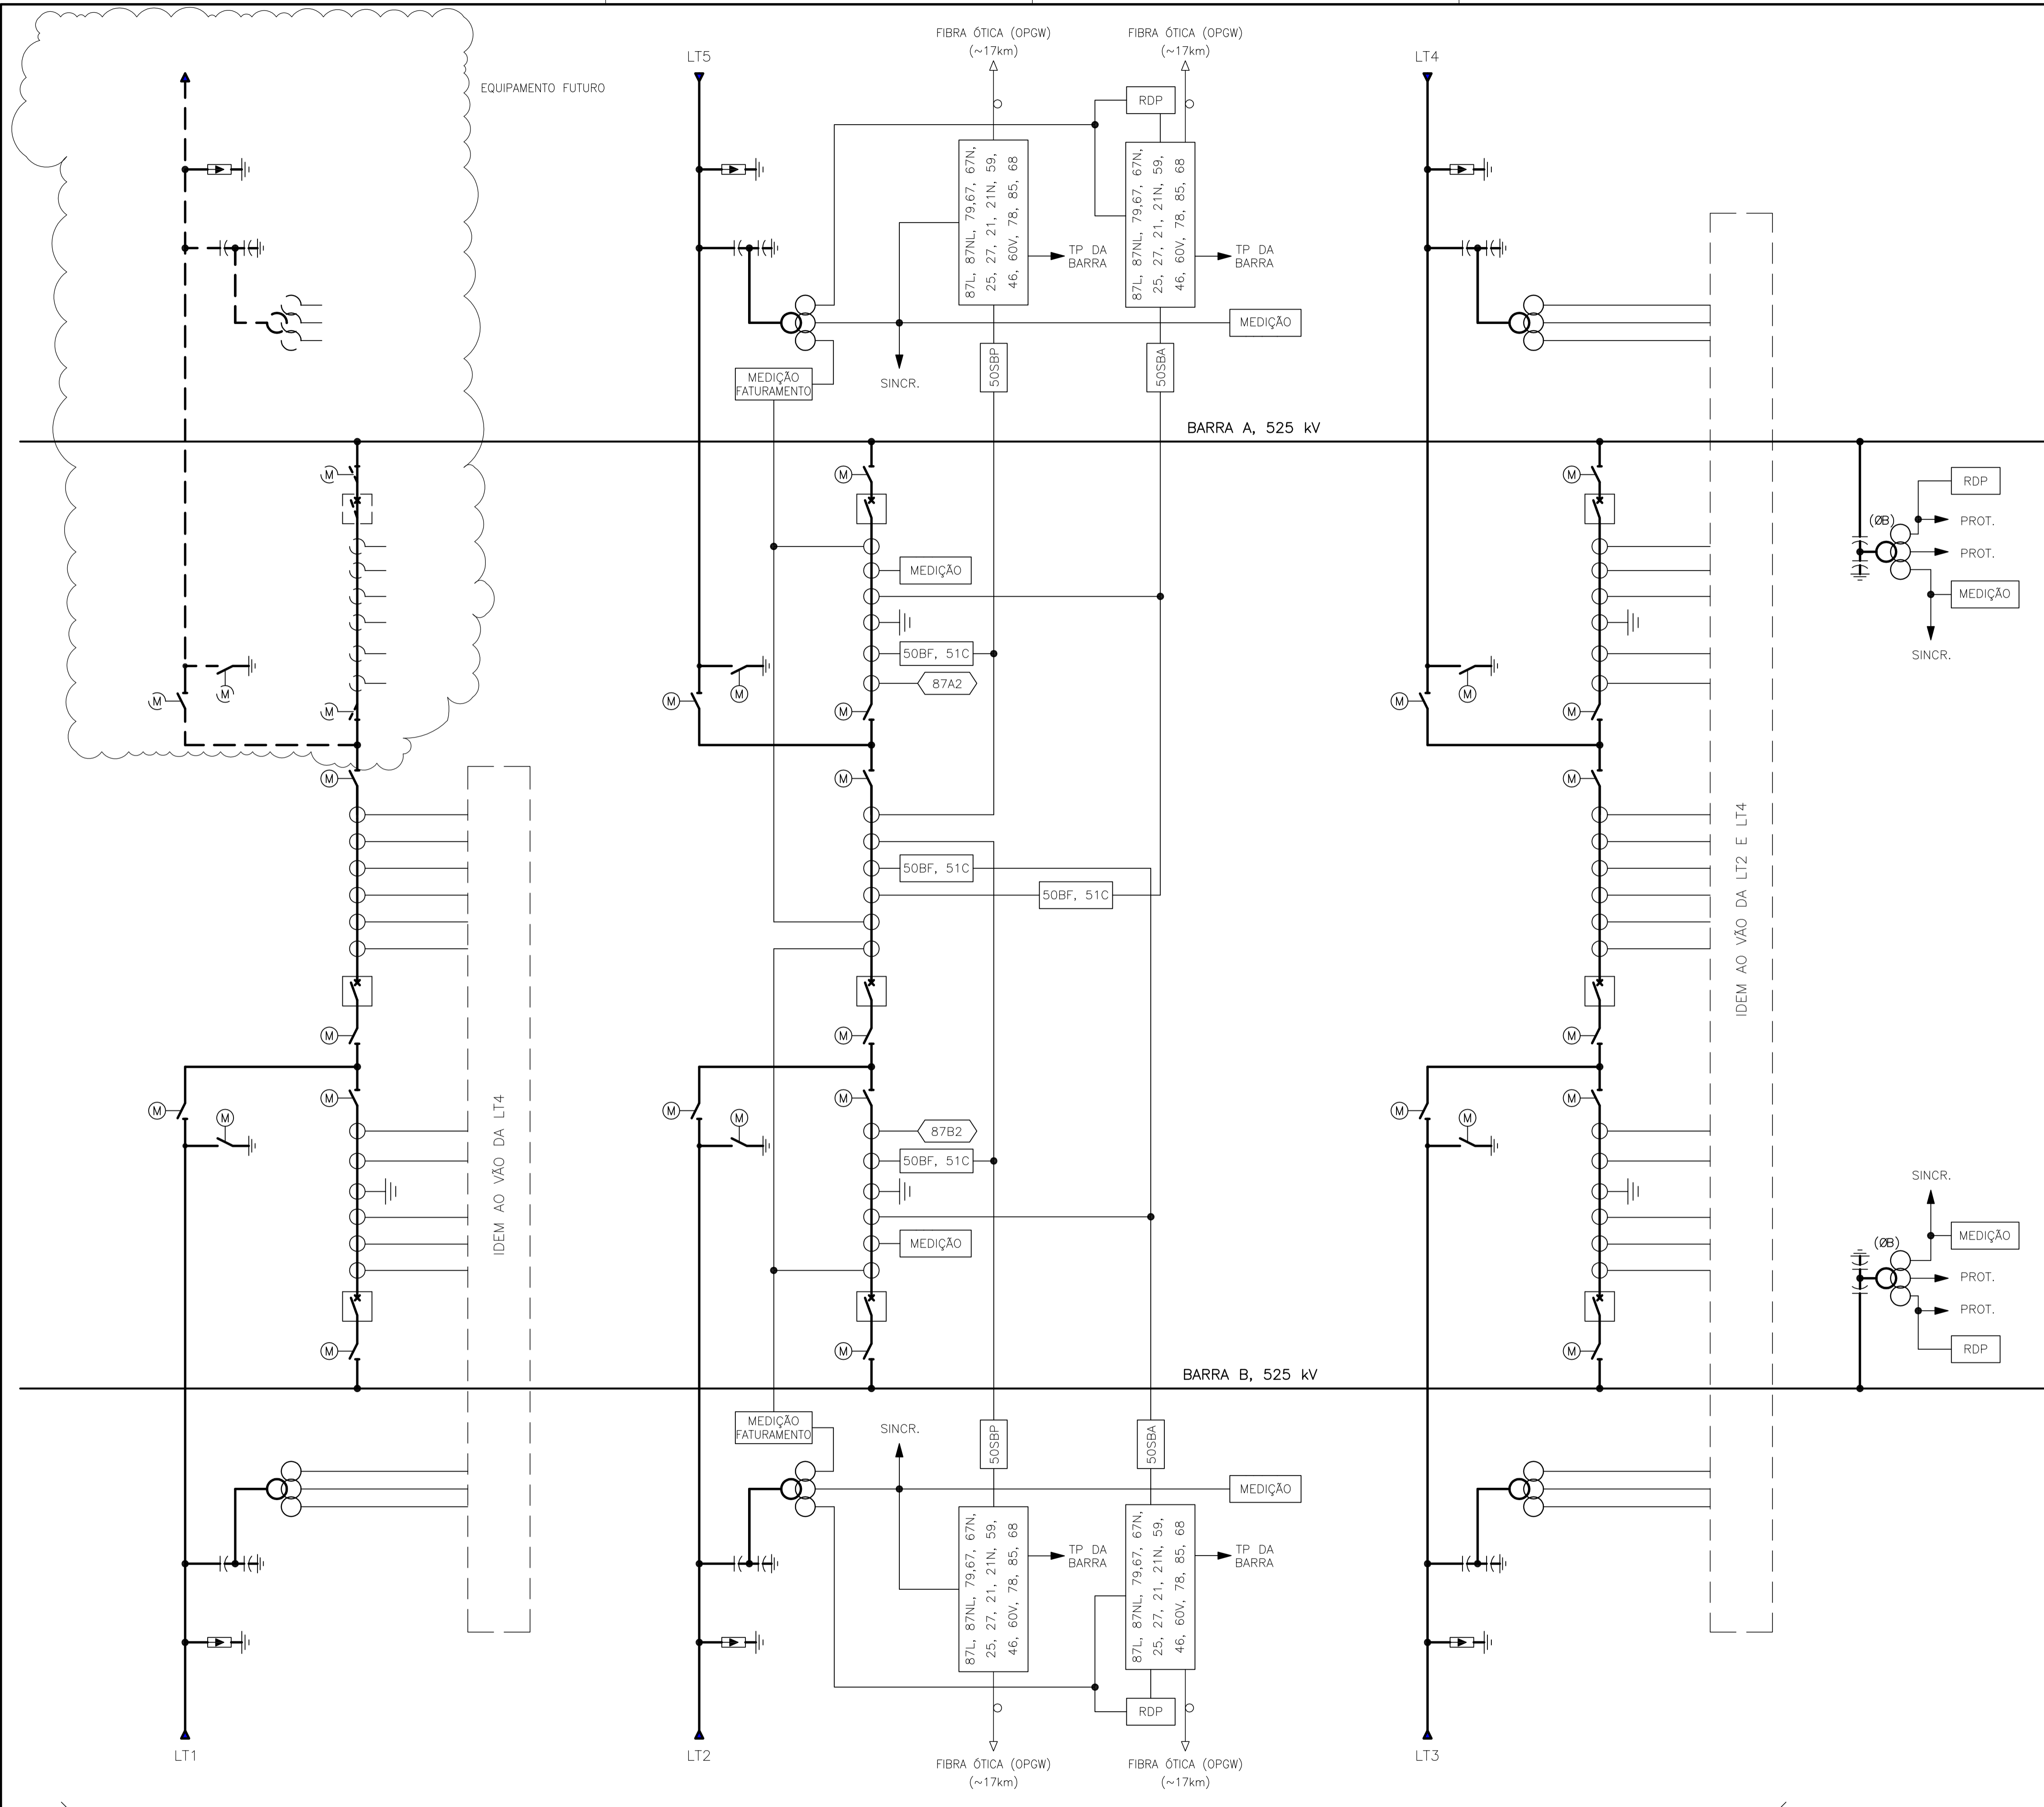 FIBRA ÓTICA (OPGW)
(~17km)
FIBRA ÓTICA (OPGW)
(~17km)
LT5
LT4
EQUIPAMENTO FUTURO
RDP
87L, 87NL, 79,67, 67N,
25, 27, 21, 21N, 59,
46, 60V, 78, 85, 68
87L, 87NL, 79,67, 67N,
25, 27, 21, 21N, 59,
46, 60V, 78, 85, 68
TP DA
BARRA
TP DA
BARRA
MEDIÇÃO
50SBP
50SBA
MEDIÇÃO
FATURAMENTO
SINCR.
BARRA A, 525 kV
M
M
M
RDP
(ØB)
PROT.
PROT.
MEDIÇÃO
MEDIÇÃO
SINCR.
50BF, 51C
87A2
M
M
M
M
M
M
M
M
M
M
M
M
50BF, 51C
50BF, 51C
IDEM AO VÃO DA LT2 E LT4
M
M
M
M
M
M
M
M
M
M
M
M
IDEM AO VÃO DA LT4
87B2
50BF, 51C
MEDIÇÃO
SINCR.
MEDIÇÃO
(ØB)
PROT.
PROT.
RDP
M
M
M
BARRA B, 525 kV
MEDIÇÃO
FATURAMENTO
SINCR.
50SBP
50SBA
MEDIÇÃO
87L, 87NL, 79,67, 67N,
25, 27, 21, 21N, 59,
46, 60V, 78, 85, 68
87L, 87NL, 79,67, 67N,
25, 27, 21, 21N, 59,
46, 60V, 78, 85, 68
TP DA
BARRA
TP DA
BARRA
RDP
LT1
LT2
LT3
FIBRA ÓTICA (OPGW)
(~17km)
FIBRA ÓTICA (OPGW)
(~17km)